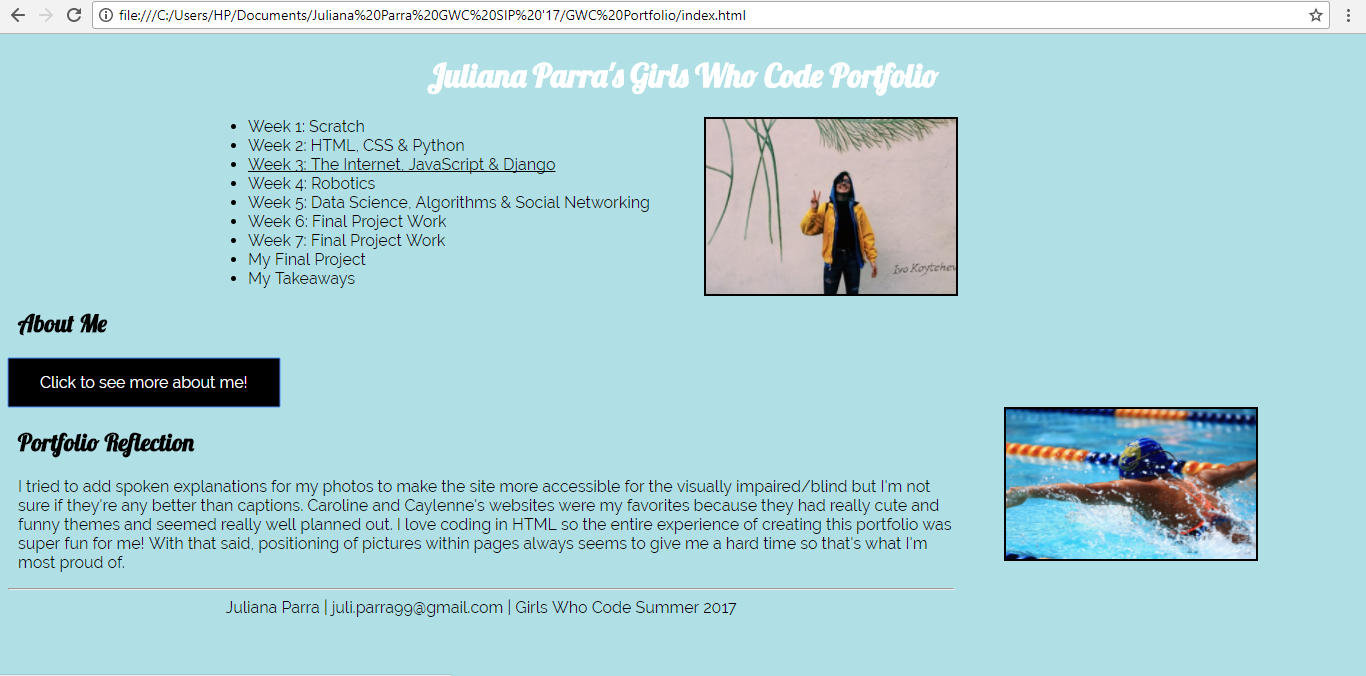 file:///C:/Users/HP/Documents/Juliana%20Parra%20GWC%20SIP%20'17/GWC%20Portfolio/index.html
Juliana Parra's Girls Who Code Portfolio
Week 1: Scratch
Week 2: HTML, CSS & Python
Week 3: The Internet, JavaScript & Django
Week 4: Robotics
Week 5: Data Science, Algorithms & Social Networking
Week 6: Final Project Work
Week 7: Final Project Work
My Final Project
My Takeaways
Ivo Koytchev
About Me
Click to see more about me!
Portfolio Reflection
I tried to add spoken explanations for my photos to make the site more accessible for the visually impaired/blind but I'm not
sure if they're any better than captions. Caroline and Caylenne's websites were my favorites because they had really cute and
funny themes and seemed really well planned out. I love coding in HTML so the entire experience of creating this portfolio was
super fun for me! With that said, positioning of pictures within pages always seems to give me a hard time so that's what I'm
most proud of.
Juliana Parra | juli.parra99@gmail.com | Girls Who Code Summer 2017